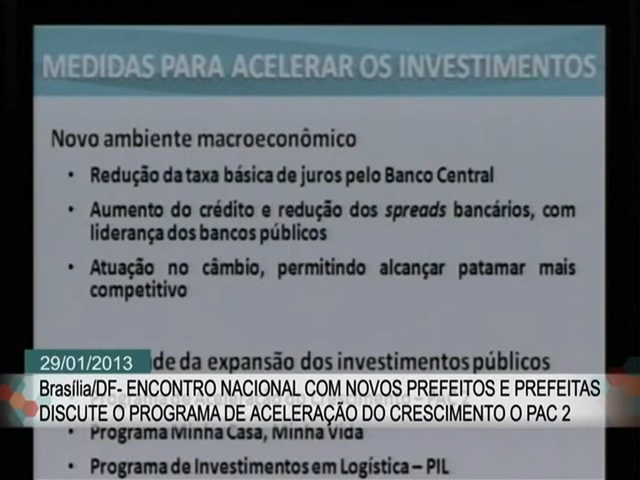 MEDIDAS PARA ACELERAR OS INVESTIMENTOS
Novo ambiente macroeconômico
• Redução da taxa básica de juros pelo Banco Central
• Aumento do crédito e redução dos spreads bancários, com
liderança dos bancos públicos
• Atuação no câmbio, permitindo alcançar patamar mais
competitivo
29/01/2013
de da expansão dos investimentos públicos
Brasília/DF- ENCONTRO NACIONAL COM NOVOS PREFEITOS E PREFEITAS
DISCUTE O PROGRAMA DE ACELERAÇÃO DO CRESCIMENTO O PAC 2
• Programa Minha Casa, Minha Vida
• Programa de Investimentos em Logística – PIL